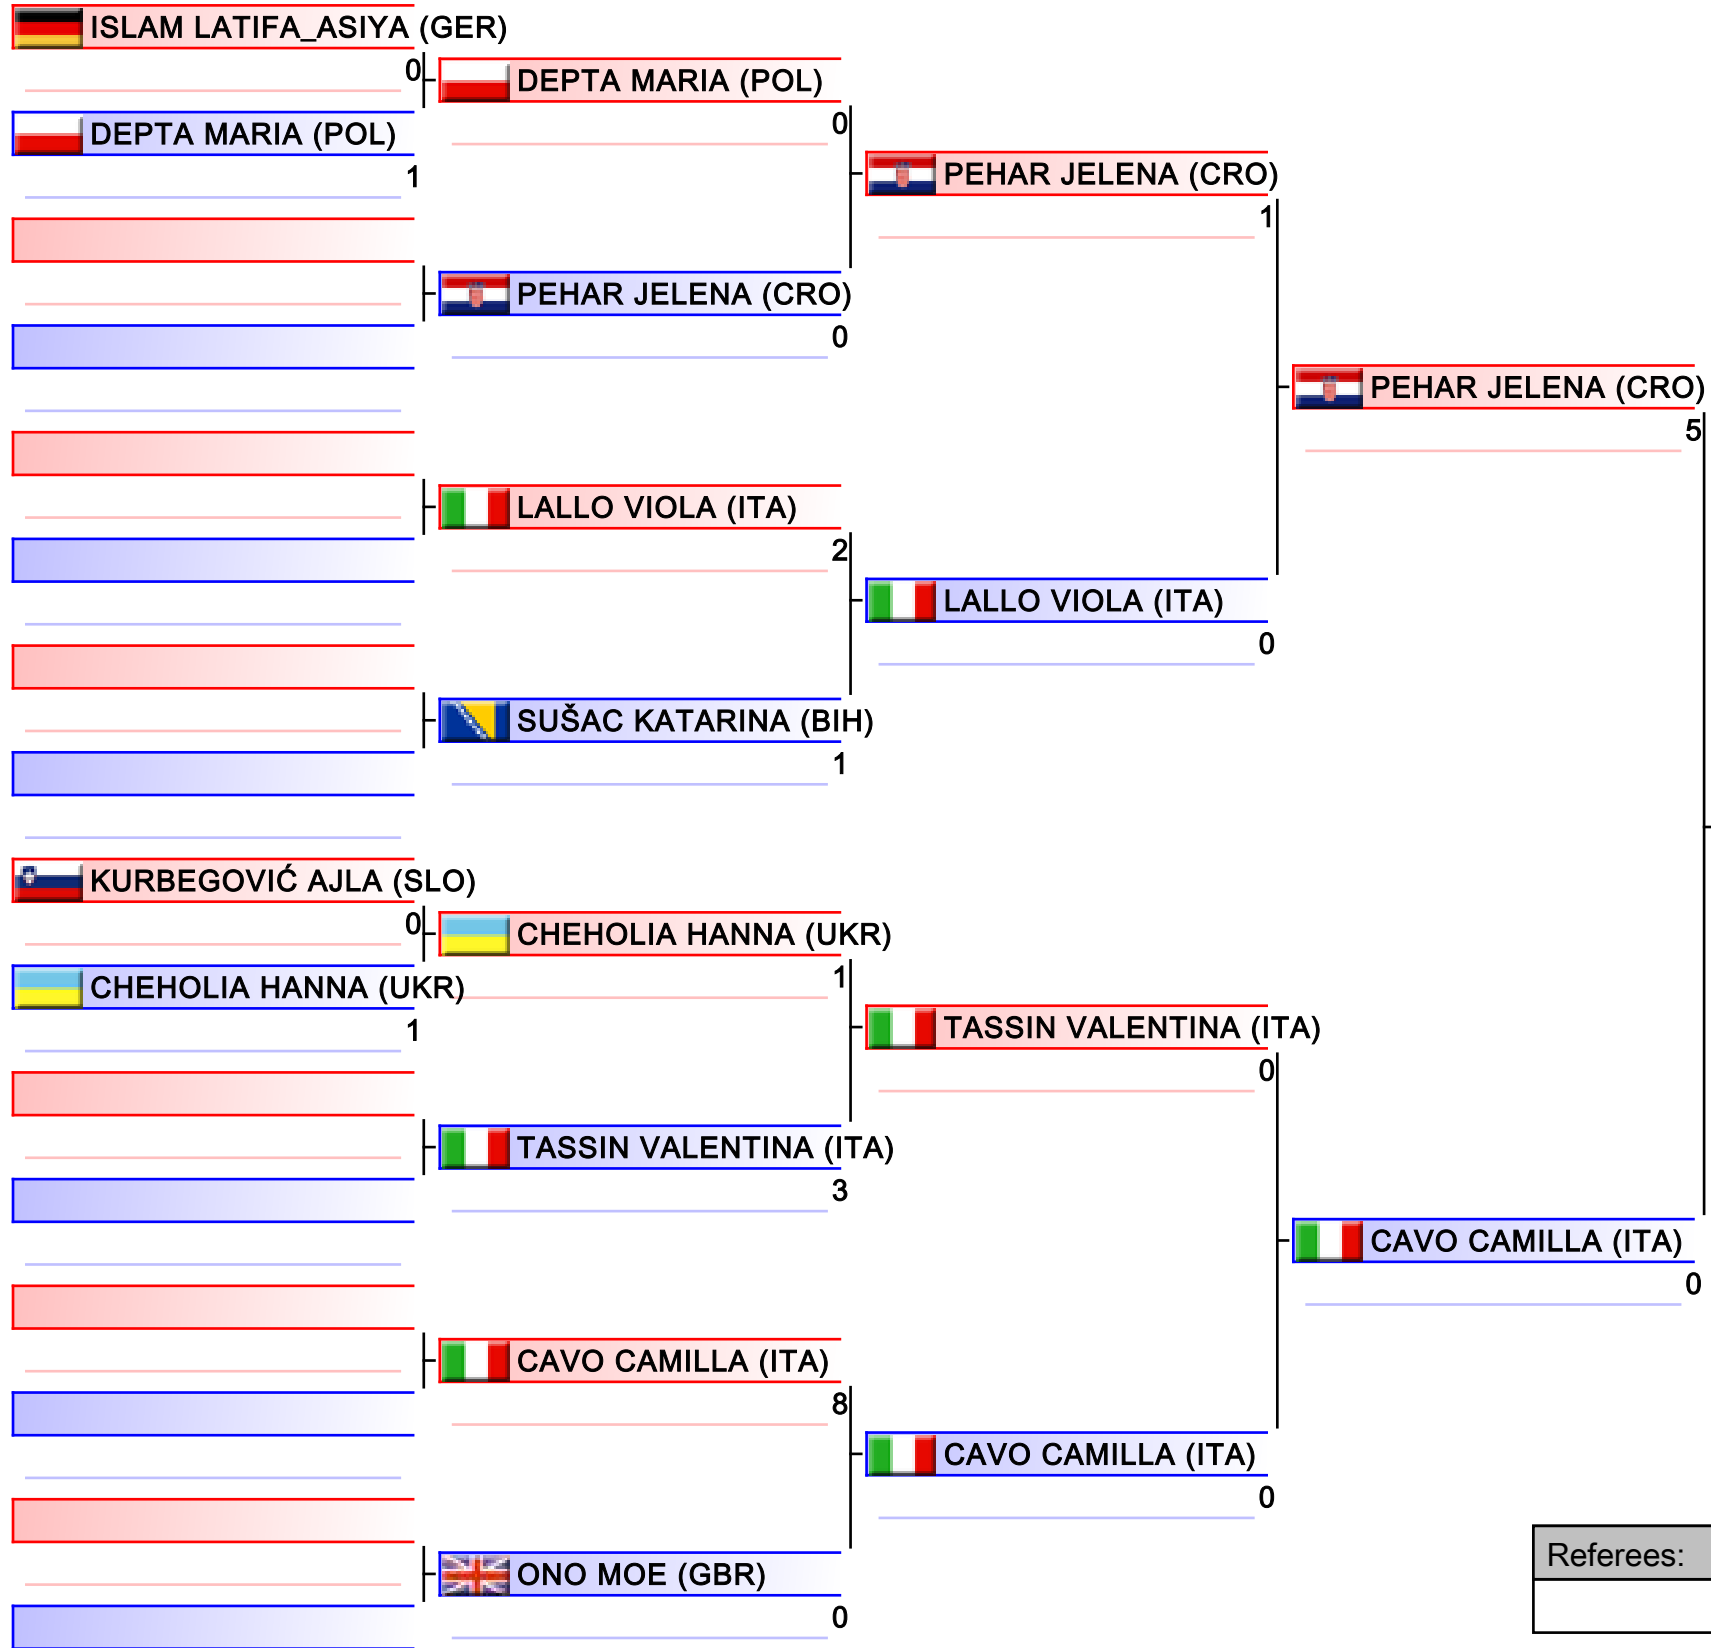 ISLAM LATIFA_ASIYA (GER)
0
DEPTA MARIA (POL)
1
KURBEGOVIĆ AJLA (SLO)
0
CHEHOLIA HANNA (UKR)
1
DEPTA MARIA (POL)
0
PEHAR JELENA (CRO)
0
LALLO VIOLA (ITA)
2
SUŠAC KATARINA (BIH)
1
CHEHOLIA HANNA (UKR)
1
TASSIN VALENTINA (ITA)
3
CAVO CAMILLA (ITA)
8
ONO MOE (GBR)
0
PEHAR JELENA (CRO)
1
LALLO VIOLA (ITA)
0
TASSIN VALENTINA (ITA)
0
CAVO CAMILLA (ITA)
0
PEHAR JELENA (CRO)
5
CAVO CAMILLA (ITA)
0
Referees: